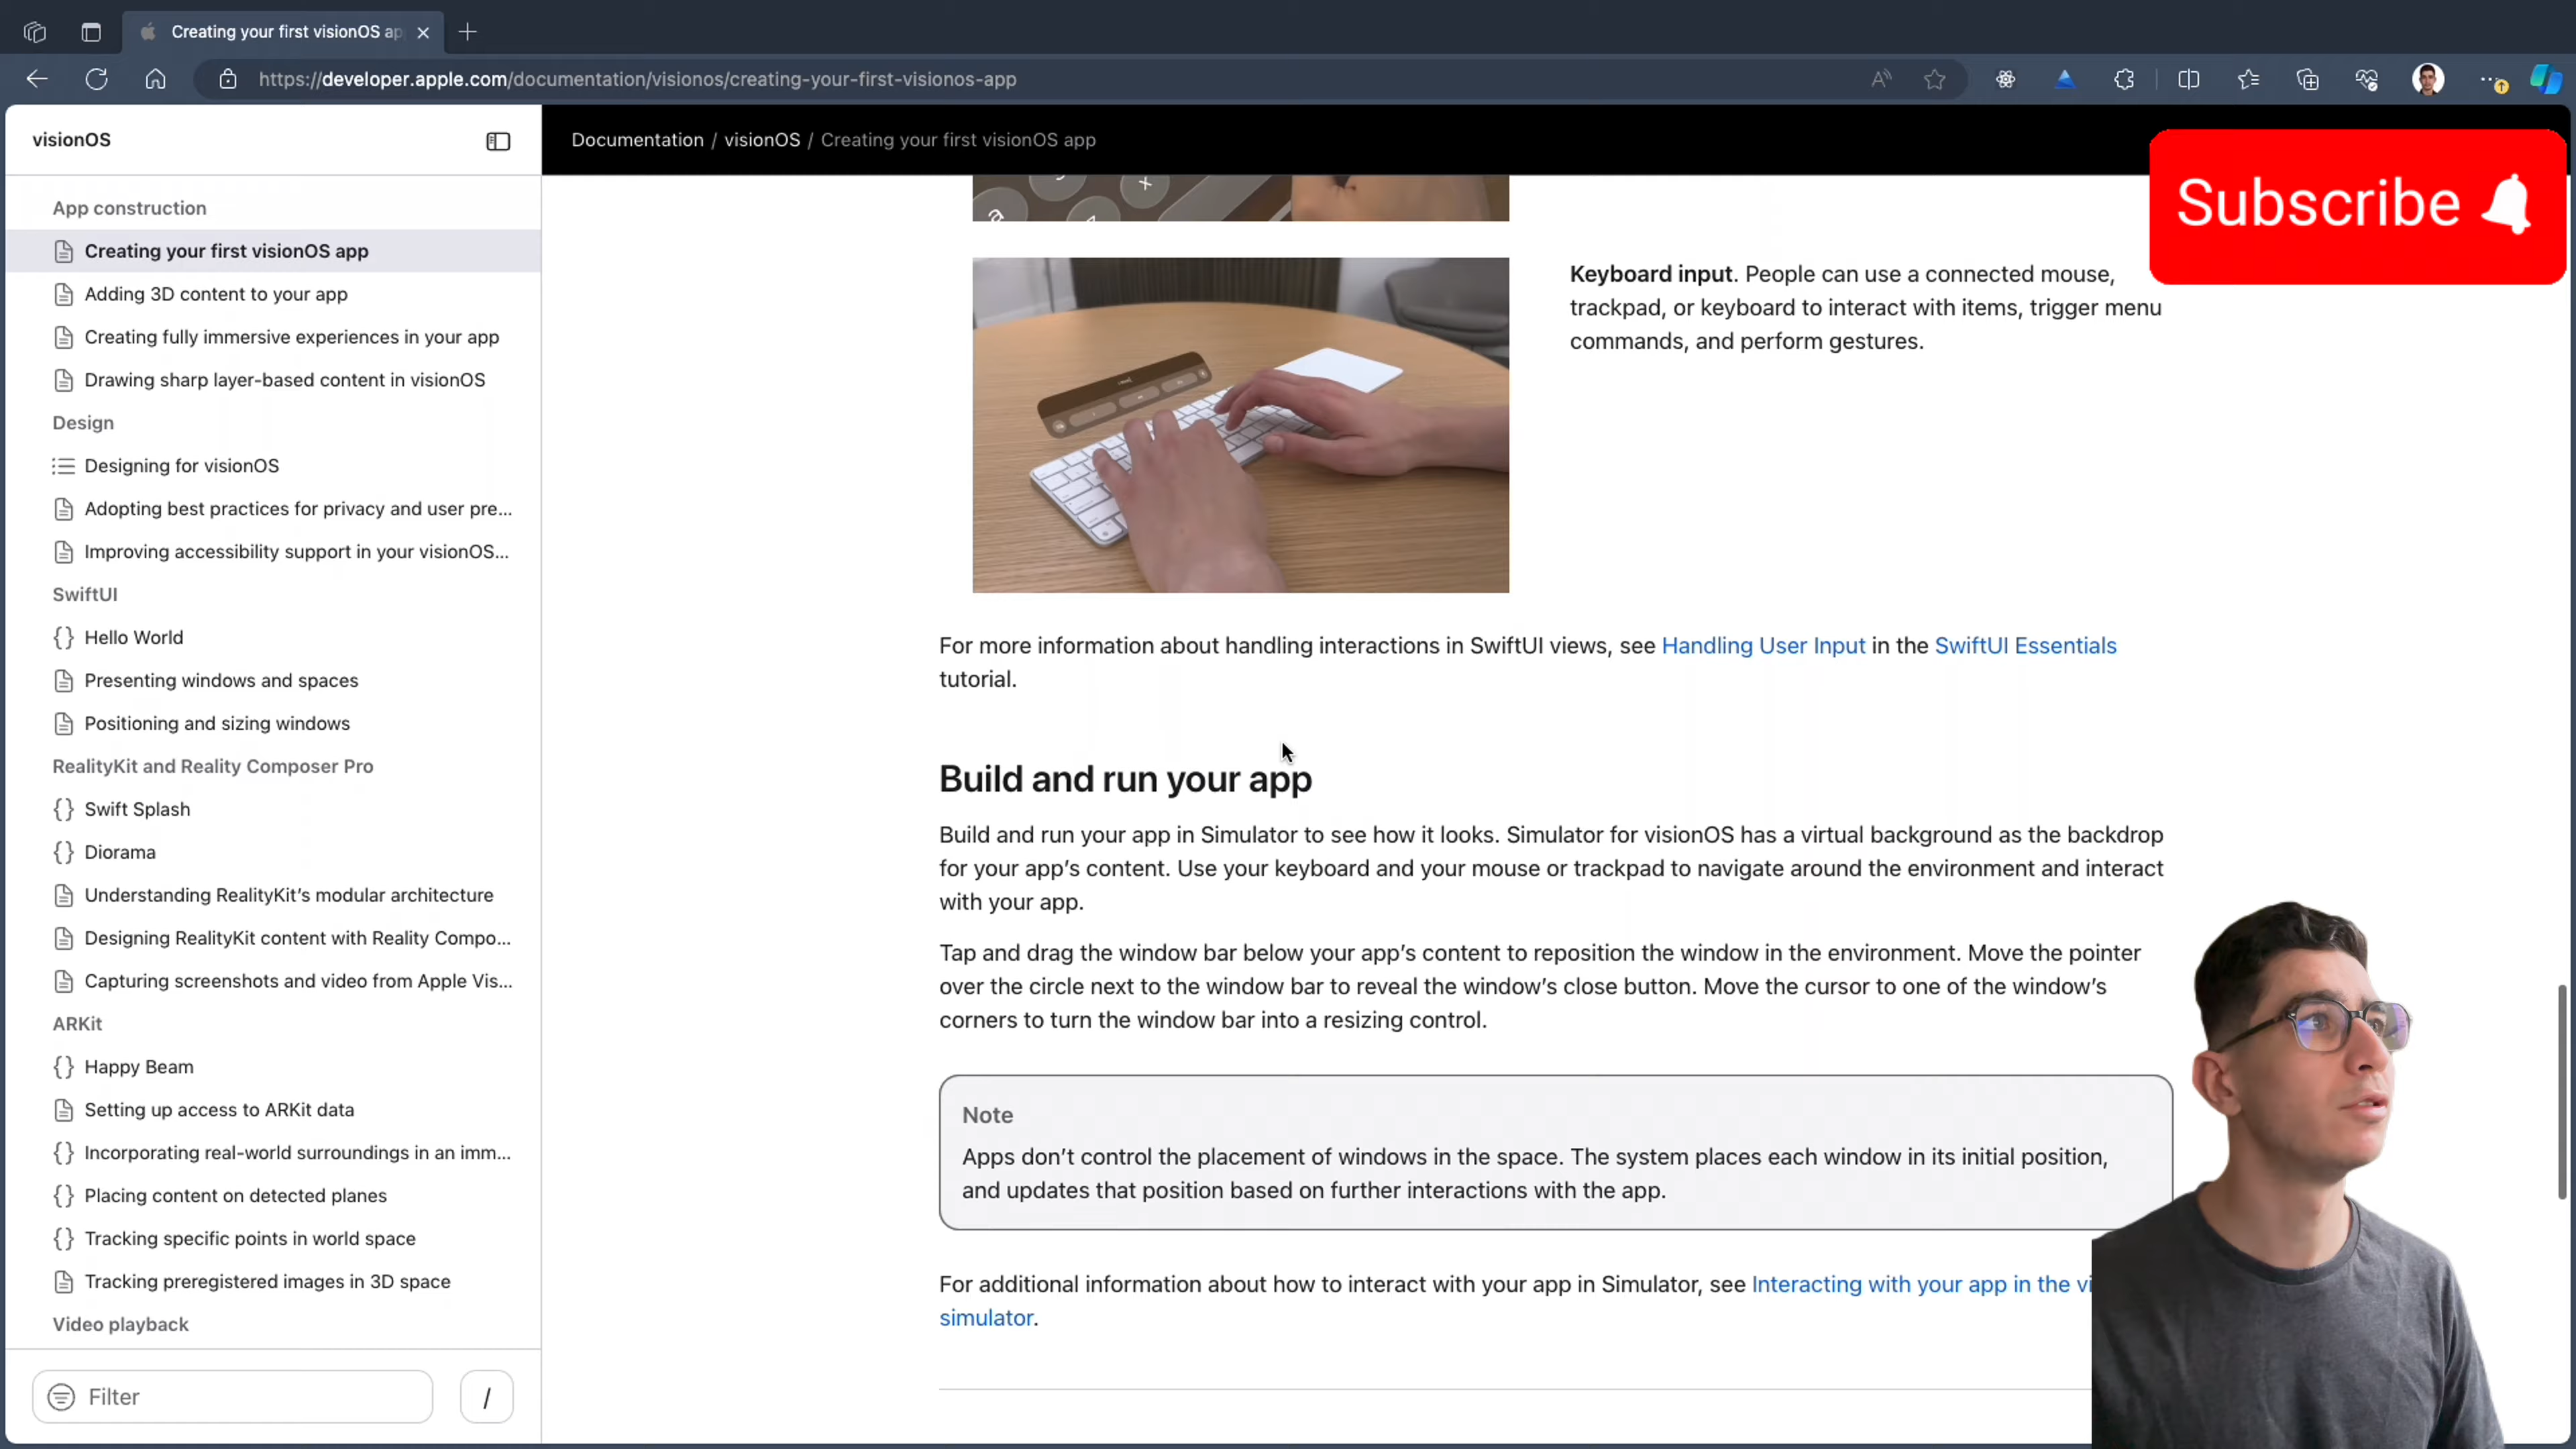 Creating your first visionOS ap
https://developer.apple.com/documentation/visionos/creating-your-first-visionos-app
visionOS
Documentation / visionOS / Creating your first visionOS app
Subscribe
App construction
Creating your first visionOS app
Adding 3D content to your app
Creating fully immersive experiences in your app
Drawing sharp layer-based content in visionOS
Design
Designing for visionOS
Adopting best practices for privacy and user pre...
Improving accessibility support in your visionOS...
SwiftUI
Hello World
Presenting windows and spaces
Positioning and sizing windows
RealityKit and Reality Composer Pro
Swift Splash
Diorama
Understanding RealityKit’s modular architecture
Designing RealityKit content with Reality Compo...
Capturing screenshots and video from Apple Vis...
ARKit
Happy Beam
Setting up access to ARKit data
Incorporating real-world surroundings in an imm...
Placing content on detected planes
Tracking specific points in world space
Tracking preregistered images in 3D space
Video playback
Filter
/
Keyboard input. People can use a connected mouse,
trackpad, or keyboard to interact with items, trigger menu
commands, and perform gestures.
For more information about handling interactions in SwiftUI views, see Handling User Input in the SwiftUI Essentials
tutorial.
Build and run your app
Build and run your app in Simulator to see how it looks. Simulator for visionOS has a virtual background as the backdrop
for your app’s content. Use your keyboard and your mouse or trackpad to navigate around the environment and interact
with your app.
Tap and drag the window bar below your app’s content to reposition the window in the environment. Move the pointer
over the circle next to the window bar to reveal the window’s close button. Move the cursor to one of the window’s
corners to turn the window bar into a resizing control.
Note
Apps don’t control the placement of windows in the space. The system places each window in its initial position,
and updates that position based on further interactions with the app.
For additional information about how to interact with your app in Simulator, see Interacting with your app in the vi
simulator.